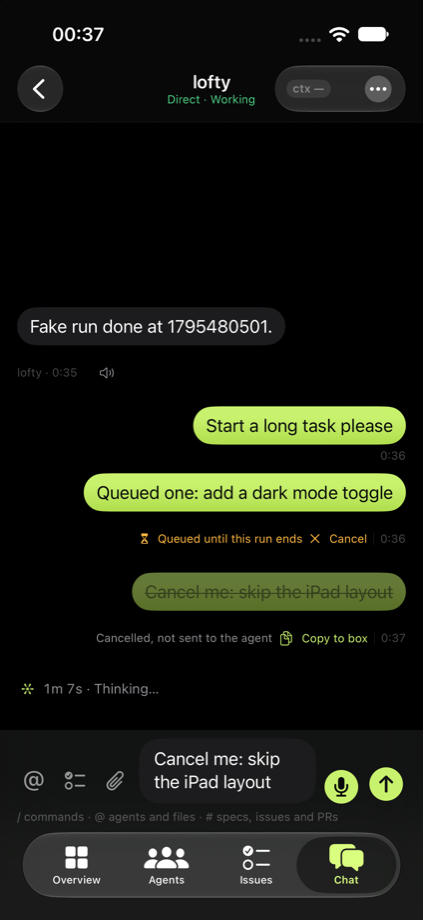 00:37
lofty
Direct · Working
ctx —
Fake run done at 1795480501.
lofty · 0:35
Start a long task please
0:36
Queued one: add a dark mode toggle
Queued until this run ends Cancel 0:36
Cancel me: skip the iPad layout
Cancelled, not sent to the agent Copy to box 0:37
1m 7s · Thinking...
Cancel me: skip
the iPad layout
/ commands · @ agents and files · # specs, issues and PRs
Overview Agents Issues Chat